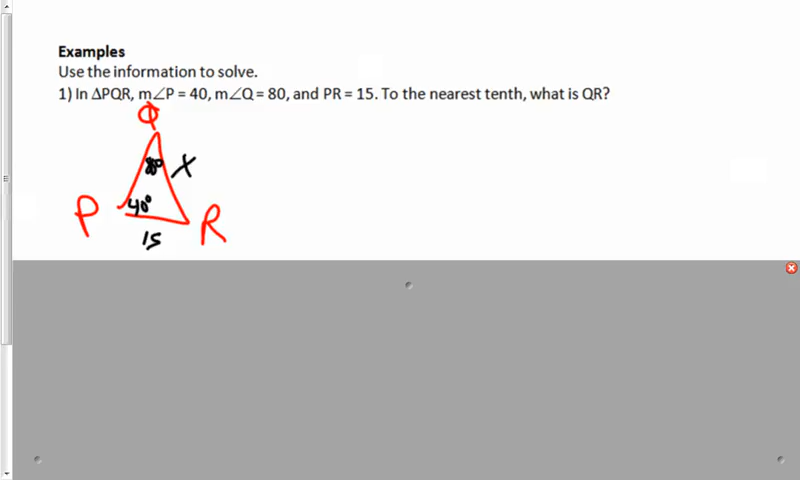 Examples
Use the information to solve.
1) In ΔPQR, m∠P = 40, m∠Q = 80, and PR = 15. To the nearest tenth, what is QR?
Q
80
X
40°
P
R
15